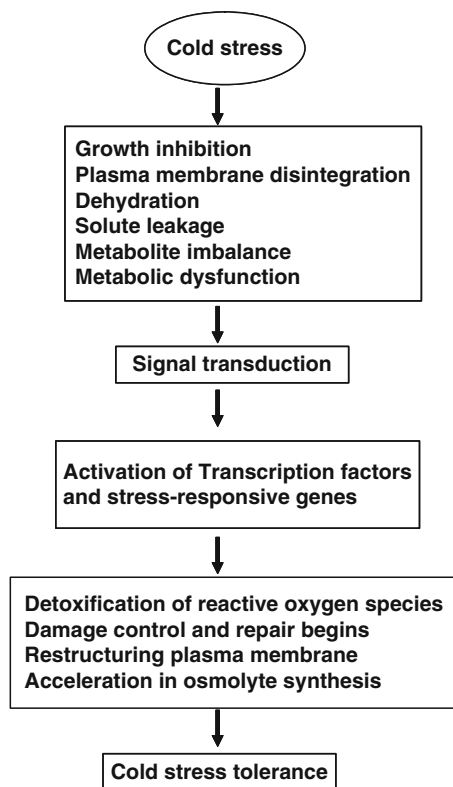 Cold stress
Growth inhibition
Plasma membrane disintegration
Dehydration
Solute leakage
Metabolite imbalance
Metabolic dysfunction
Signal transduction
Activation of Transcription factors
and stress-responsive genes
Detoxification of reactive oxygen species
Damage control and repair begins
Restructuring plasma membrane
Acceleration in osmolyte synthesis
Cold stress tolerance